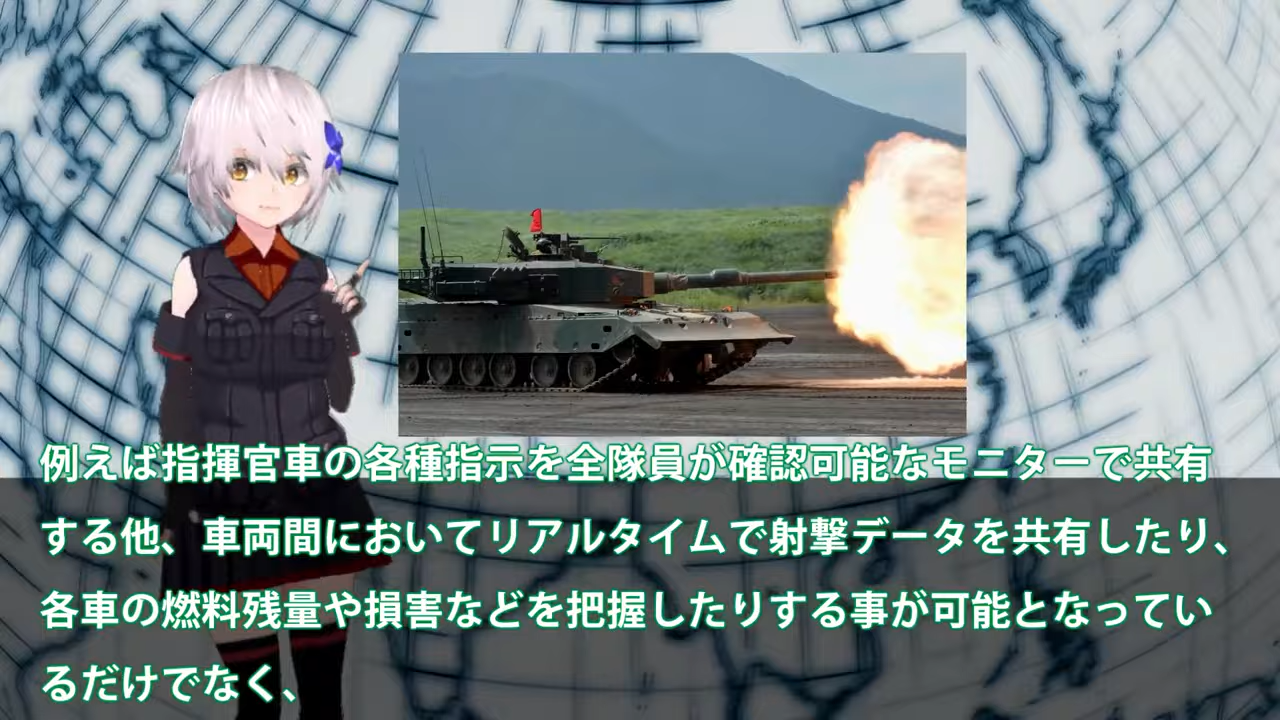 例えば指揮官車の各種指示を全隊員が確認可能なモニターで共有
する他、車両間においてリアルタイムで射撃データを共有したり、
各車の燃料残量や損害などを把握したりする事が可能となってい
るだけでなく、